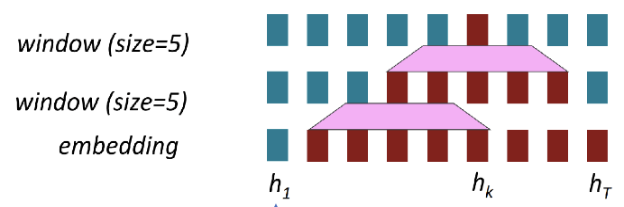 window (size=5)
window (size=5)
embedding
h1 hk hT